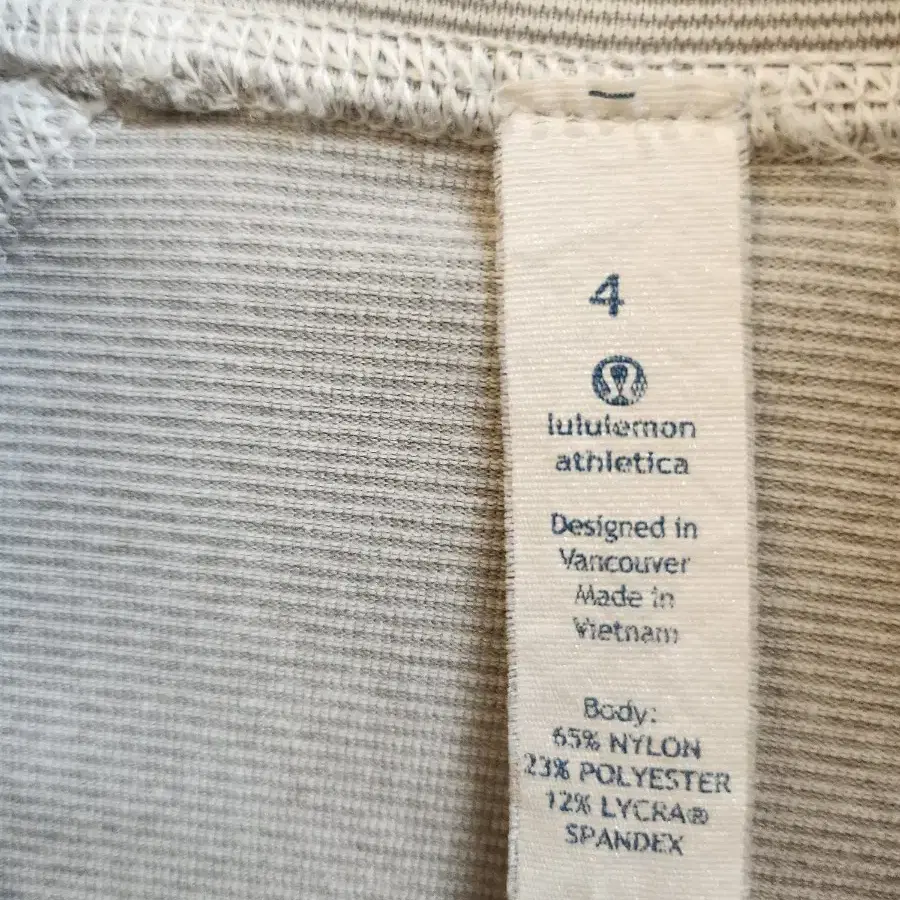 4
lululemon
athletica
Designed in
Vancouver
Made in
Vietnam
Body:
65% NYLON
23% POLYESTER
12% LYCRA®
SPANDEX